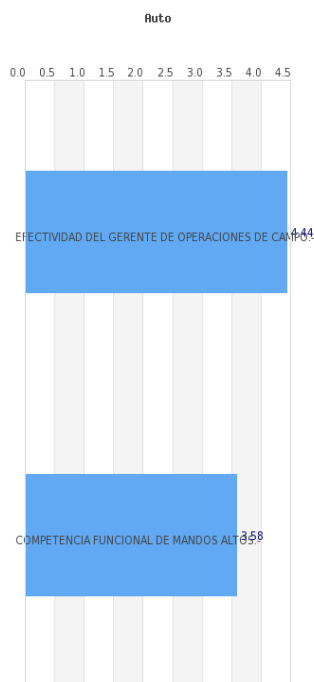 Auto
0.0 0.5 1.0 1.5 2.0 2.5 3.0 3.5 4.0 4.5
EFECTIVIDAD DEL GERENTE DE OPERACIONES DE CAMPO.- 4.44
COMPETENCIA FUNCIONAL DE MANDOS ALTOS.- 3.58